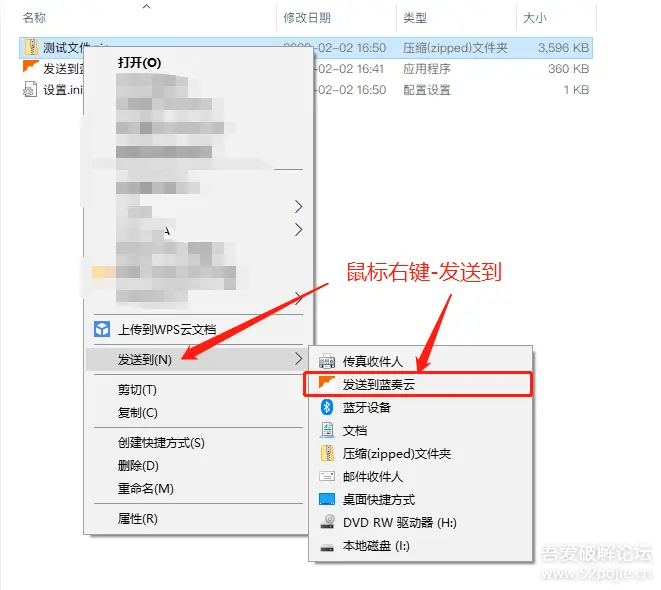 名称 修改日期 类型 大小
测试文件 02-02 16:50 压缩(zipped)文件夹 3,596 KB
发送到 02-02 16:41 应用程序 360 KB
设置.ini 02-02 16:50 配置设置 1 KB
打开(O)
A
鼠标右键-发送到
上传到WPS云文档
发送到(N)
剪切(T)
复制(C)
创建快捷方式(S)
删除(D)
重命名(M)
属性(R)
传真收件人
发送到蓝奏云
蓝牙设备
文档
压缩(zipped)文件夹
邮件收件人
桌面快捷方式
DVD RW 驱动器 (H:)
本地磁盘 (I:)
吾爱破解论坛
www.52pojie.cn